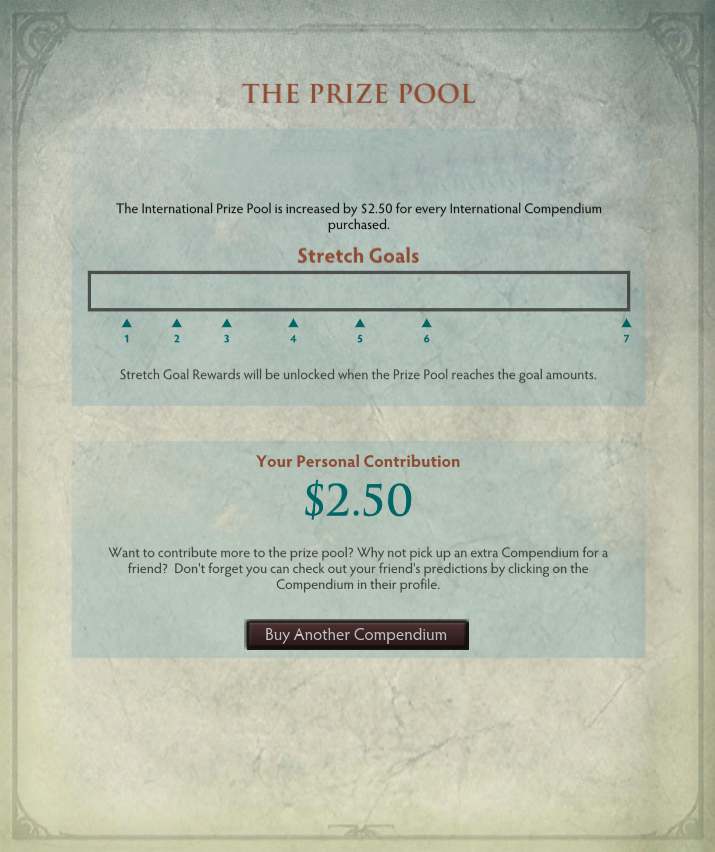 THE PRIZE POOL
The International Prize Pool is increased by $2.50 for every International Compendium
purchased.
Stretch Goals
1 2 3 4 5 6 7
Stretch Goal Rewards will be unlocked when the Prize Pool reaches the goal amounts.
Your Personal Contribution
$2.50
Want to contribute more to the prize pool? Why not pick up an extra Compendium for a
friend?  Don't forget you can check out your friend's predictions by clicking on the
Compendium in their profile.
Buy Another Compendium